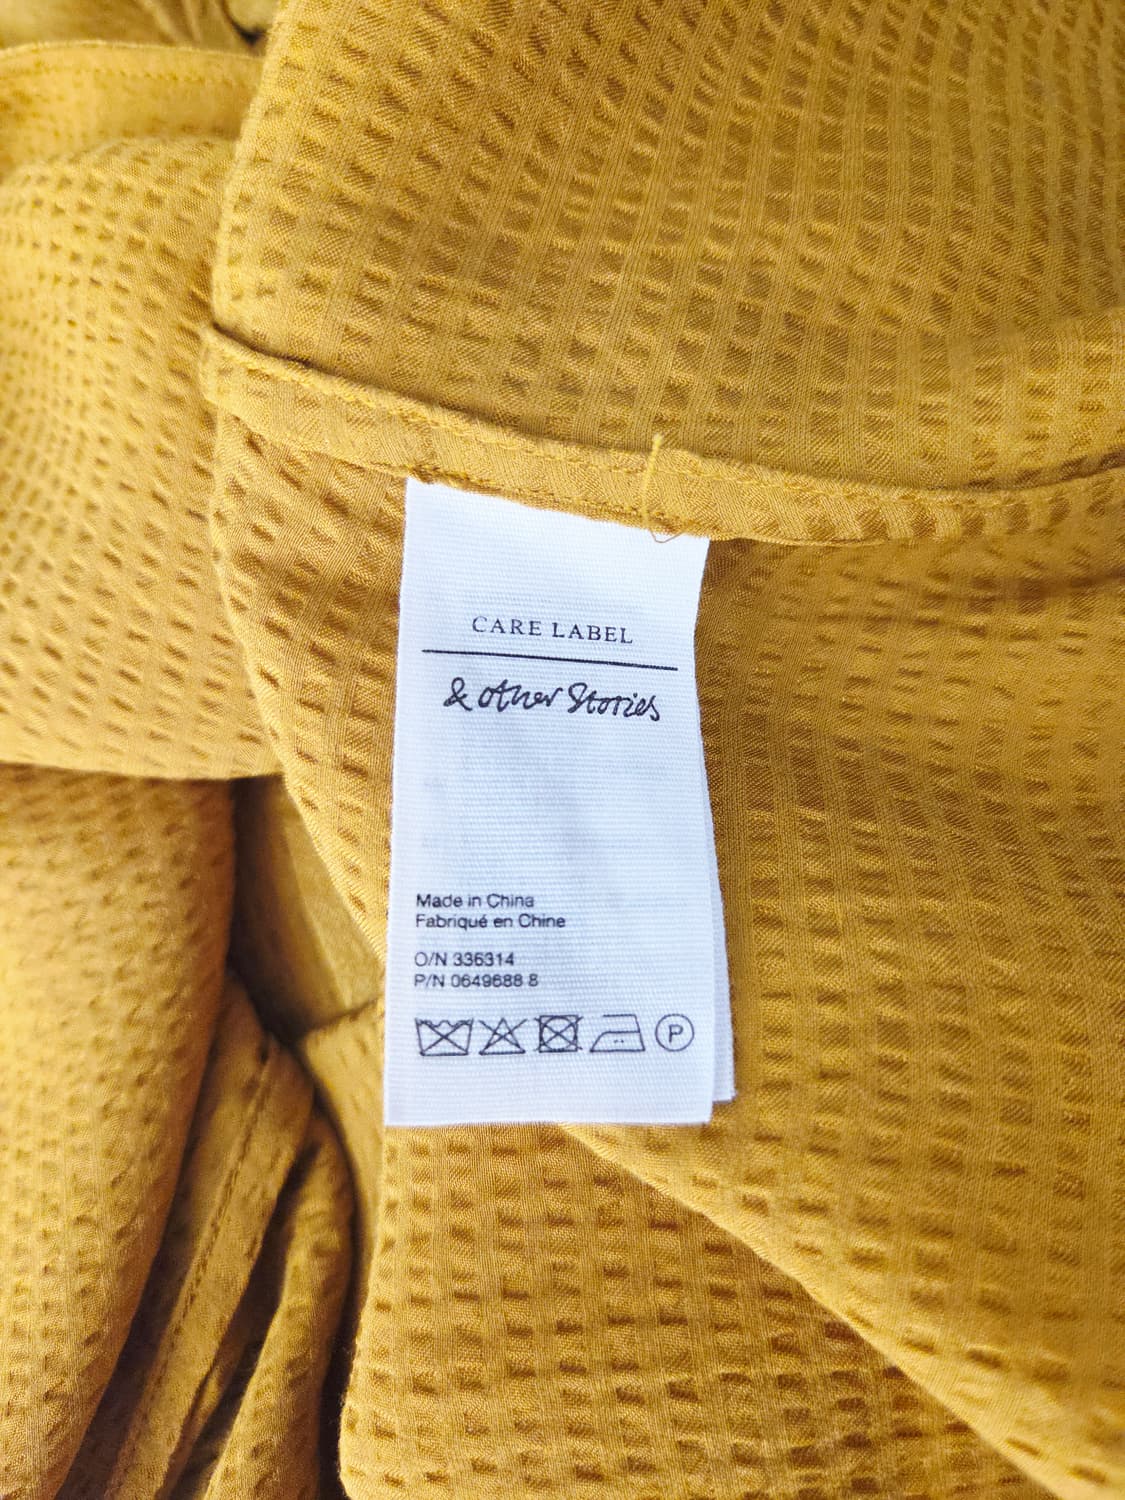 CARE LABEL
& other Stories
Made in China
Fabriqué en Chine
O/N 336314
P/N 0649688 8
P